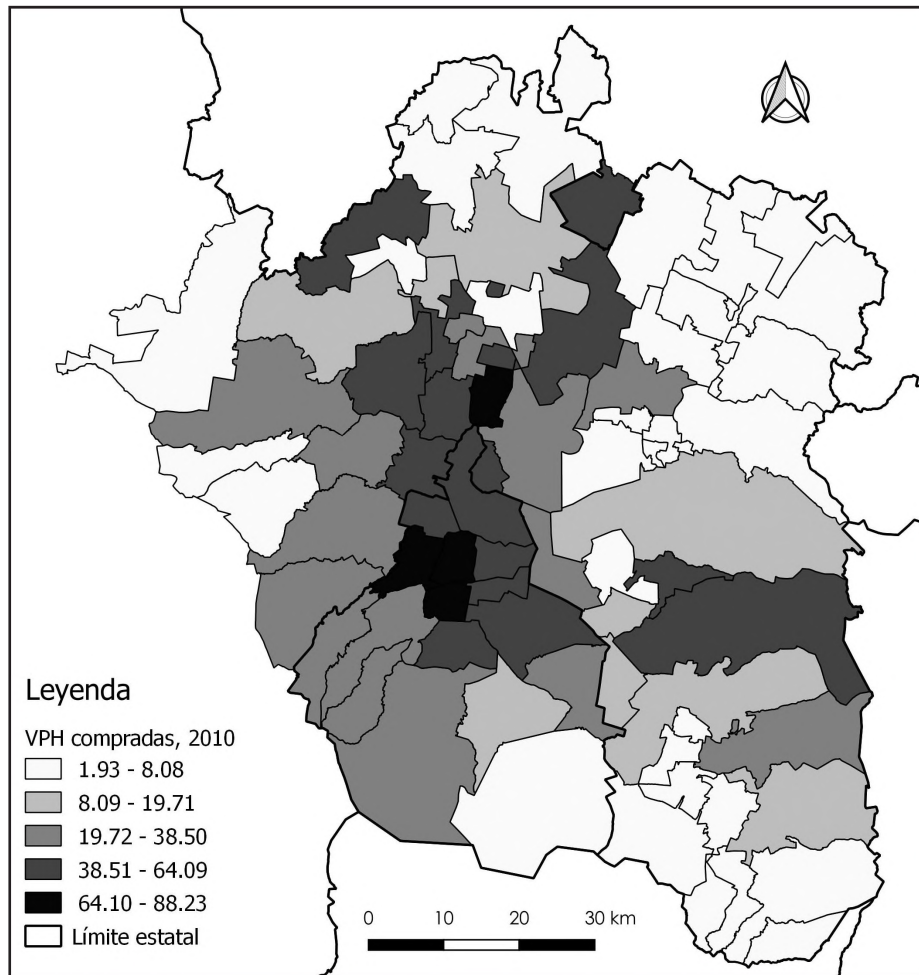 Leyenda
VPH compradas, 2010
1.93 - 8.08
8.09 - 19.71
19.72 - 38.50
38.51 - 64.09
64.10 - 88.23
Límite estatal
0 10 20 30 km